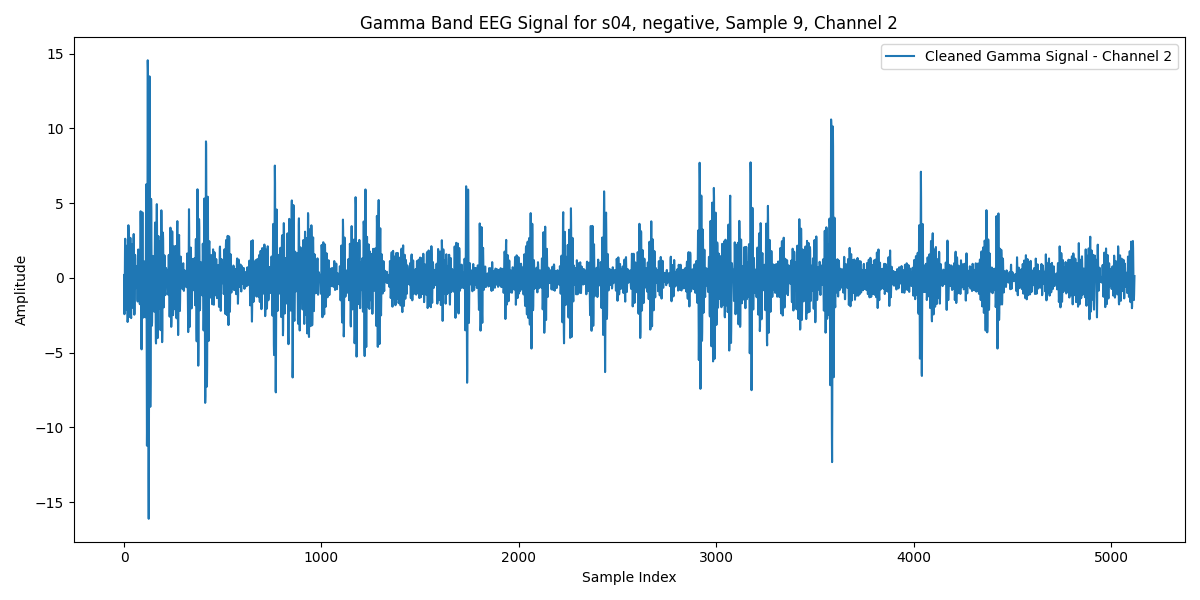 Gamma Band EEG Signal for s04, negative, Sample 9, Channel 2
Cleaned Gamma Signal - Channel 2
Amplitude
15
10
5
0
−5
−10
−15
0 1000 2000 3000 4000 5000
Sample Index